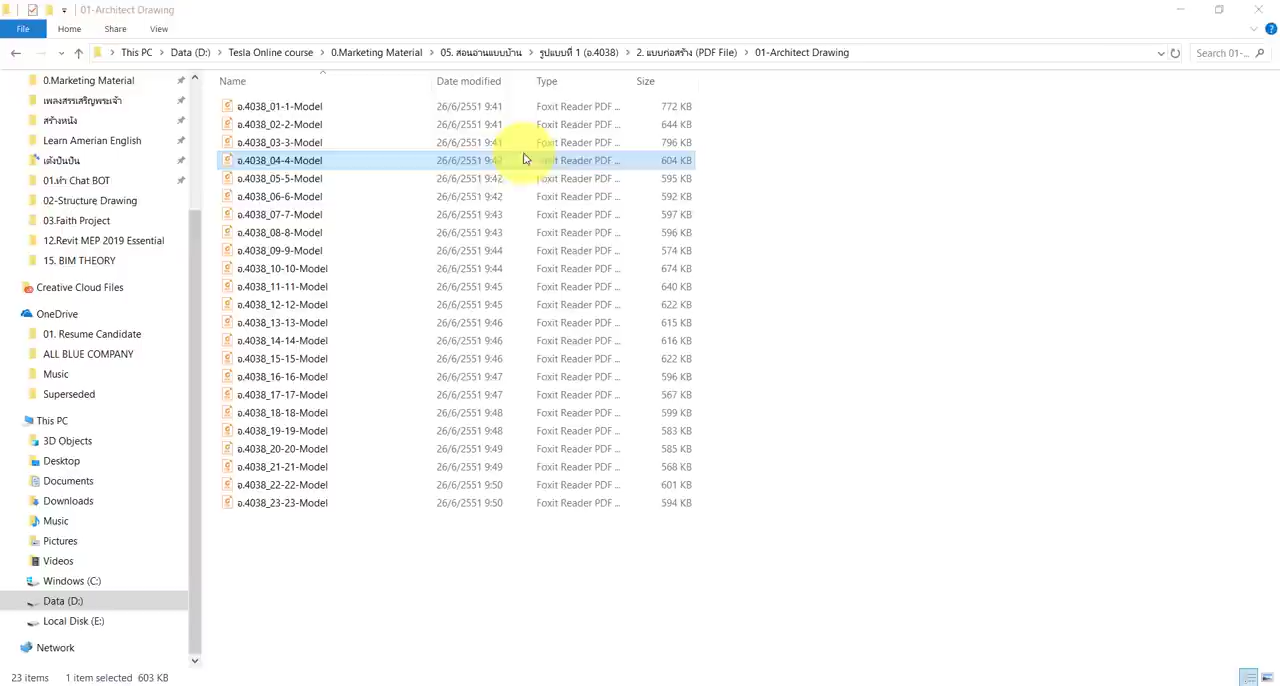 01-Architect Drawing
File Home Share View
This PC Data (D:) Tesla Online course 0.Marketing Material 05. สอนอ่านแบบบ้าน รูปแบบที่ 1 (อ.4038) 2. แบบก่อสร้าง (PDF File) 01-Architect Drawing Search 01-...
Name Date modified Type Size
0.Marketing Material
เพลงสรรเสริญพระเจ้า
สร้างหนัง
Learn Amerian English
เต๋งปันปัน
01.ทำ Chat BOT
02-Structure Drawing
03.Faith Project
12.Revit MEP 2019 Essential
15. BIM THEORY
Creative Cloud Files
OneDrive
01. Resume Candidate
ALL BLUE COMPANY
Music
Superseded
This PC
3D Objects
Desktop
Documents
Downloads
Music
Pictures
Videos
Windows (C:)
Data (D:)
Local Disk (E:)
Network
อ.4038_01-1-Model 26/6/2551 9:41 Foxit Reader PDF ... 772 KB
อ.4038_02-2-Model 26/6/2551 9:41 Foxit Reader PDF ... 644 KB
อ.4038_03-3-Model 26/6/2551 9:41 Foxit Reader PDF ... 796 KB
อ.4038_04-4-Model 26/6/2551 9:42 Foxit Reader PDF ... 604 KB
อ.4038_05-5-Model 26/6/2551 9:42 Foxit Reader PDF ... 595 KB
อ.4038_06-6-Model 26/6/2551 9:42 Foxit Reader PDF ... 592 KB
อ.4038_07-7-Model 26/6/2551 9:43 Foxit Reader PDF ... 597 KB
อ.4038_08-8-Model 26/6/2551 9:43 Foxit Reader PDF ... 596 KB
อ.4038_09-9-Model 26/6/2551 9:44 Foxit Reader PDF ... 574 KB
อ.4038_10-10-Model 26/6/2551 9:44 Foxit Reader PDF ... 674 KB
อ.4038_11-11-Model 26/6/2551 9:45 Foxit Reader PDF ... 640 KB
อ.4038_12-12-Model 26/6/2551 9:45 Foxit Reader PDF ... 622 KB
อ.4038_13-13-Model 26/6/2551 9:46 Foxit Reader PDF ... 615 KB
อ.4038_14-14-Model 26/6/2551 9:46 Foxit Reader PDF ... 616 KB
อ.4038_15-15-Model 26/6/2551 9:46 Foxit Reader PDF ... 622 KB
อ.4038_16-16-Model 26/6/2551 9:47 Foxit Reader PDF ... 596 KB
อ.4038_17-17-Model 26/6/2551 9:47 Foxit Reader PDF ... 567 KB
อ.4038_18-18-Model 26/6/2551 9:48 Foxit Reader PDF ... 599 KB
อ.4038_19-19-Model 26/6/2551 9:48 Foxit Reader PDF ... 583 KB
อ.4038_20-20-Model 26/6/2551 9:49 Foxit Reader PDF ... 585 KB
อ.4038_21-21-Model 26/6/2551 9:49 Foxit Reader PDF ... 568 KB
อ.4038_22-22-Model 26/6/2551 9:50 Foxit Reader PDF ... 601 KB
อ.4038_23-23-Model 26/6/2551 9:50 Foxit Reader PDF ... 594 KB
23 items 1 item selected 603 KB